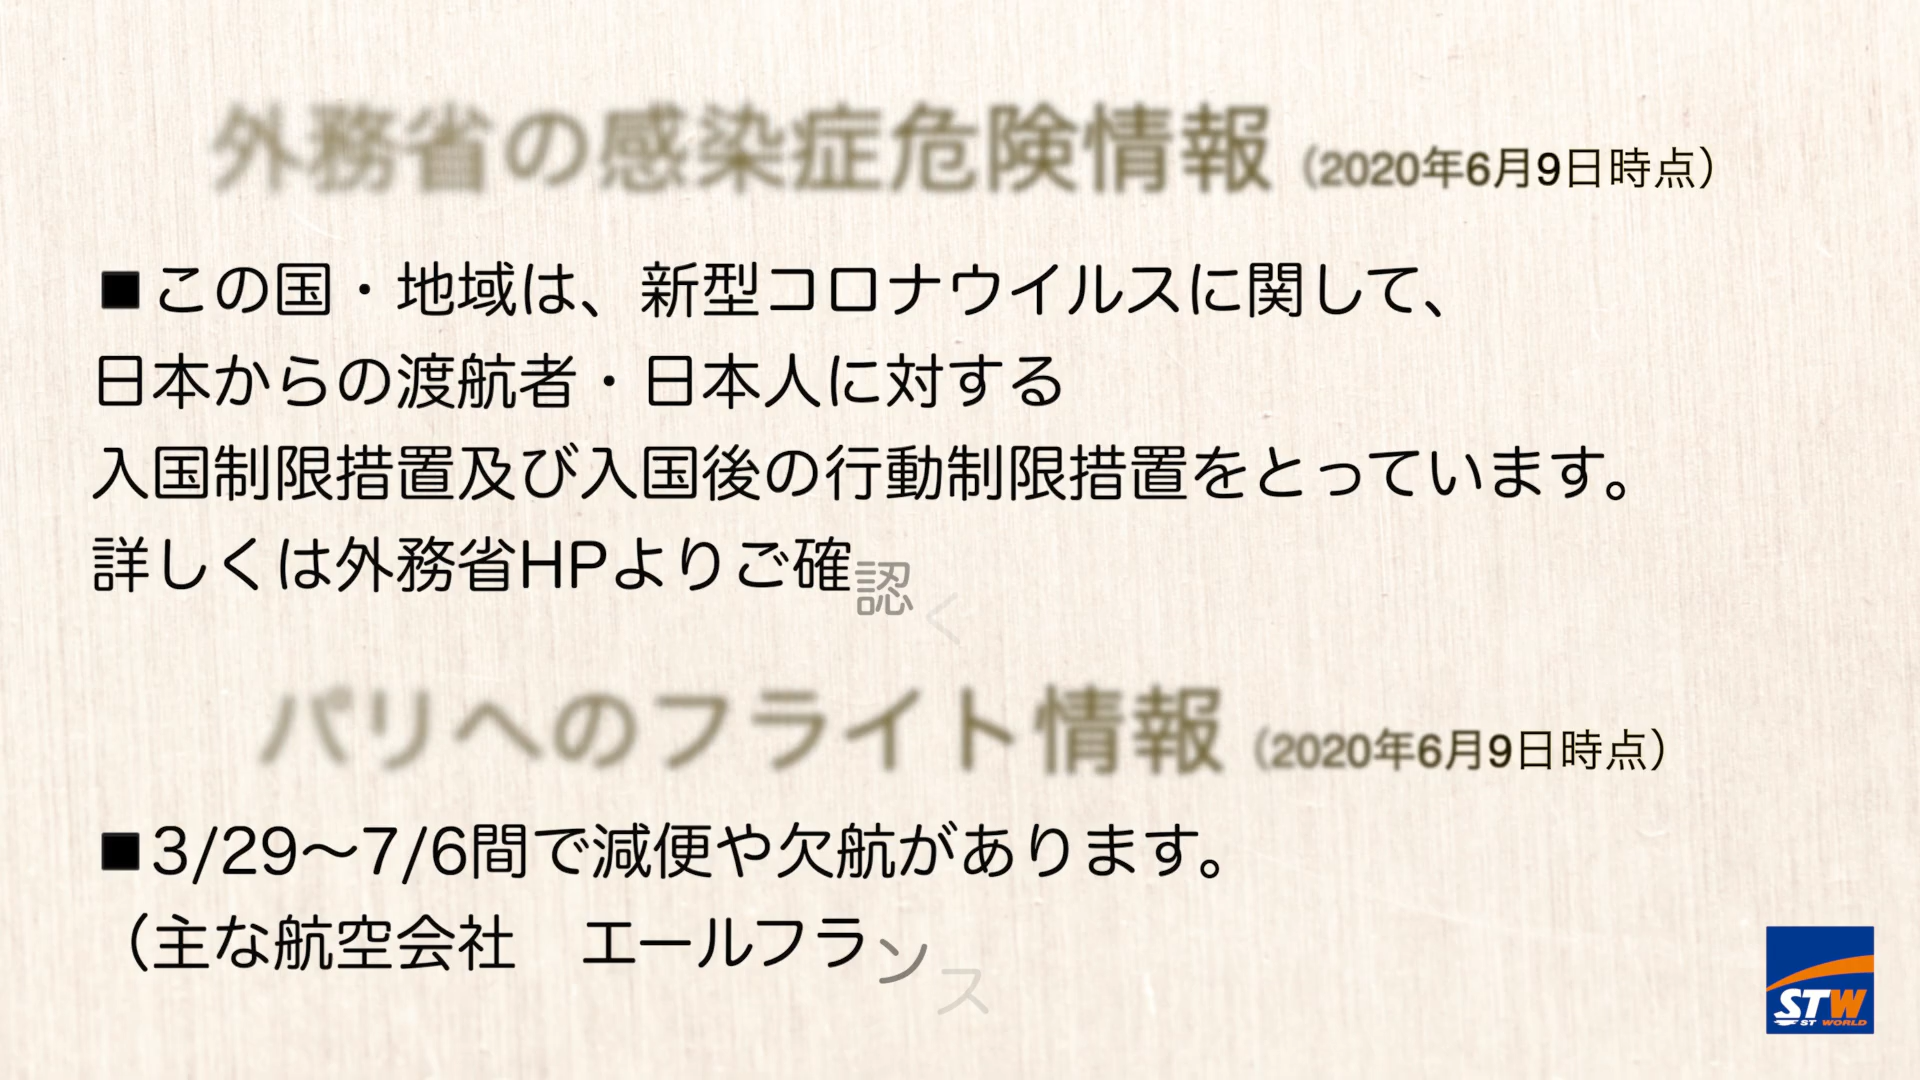 外務省の感染症危険情報（2020年6月9日時点）
■この国・地域は、新型コロナウイルスに関して、
日本からの渡航者・日本人に対する
入国制限措置及び入国後の行動制限措置をとっています。
詳しくは外務省HPよりご確認く
パリへのフライト情報（2020年6月9日時点）
■3/29～7/6間で減便や欠航があります。
（主な航空会社　エールフランス
STW
ST WORLD